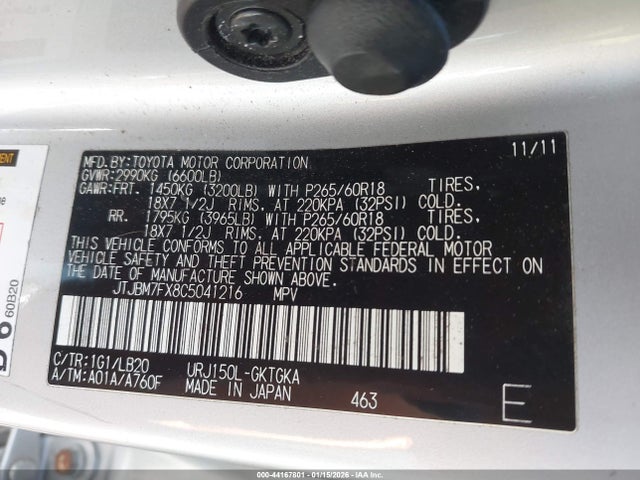 MFD.BY:TOYOTA MOTOR CORPORATION 11/11
GVWR:2990KG (6600LB)
GAWR:FRT. 1450KG (3200LB) WITH P265/60R18 TIRES,
18X7 1/2J RIMS, AT 220KPA (32PSI) COLD.
RR. 1795KG (3965LB) WITH P265/60R18 TIRES,
18X7 1/2J RIMS, AT 220KPA (32PSI) COLD.
THIS VEHICLE CONFORMS TO ALL APPLICABLE FEDERAL MOTOR
VEHICLE SAFETY AND THEFT PREVENTION STANDARDS IN EFFECT ON
THE DATE OF MANUFACTURE SHOWN ABOVE.
JTJBM7FX8C5041216 MPV
C/TR:1G1/LB20 URJ150L-GKTGKA
A/TM:A01A/A760F MADE IN JAPAN 463 E
60B20
000-44167801 - 01/15/2026 - IAA HOLDINGS, LLC